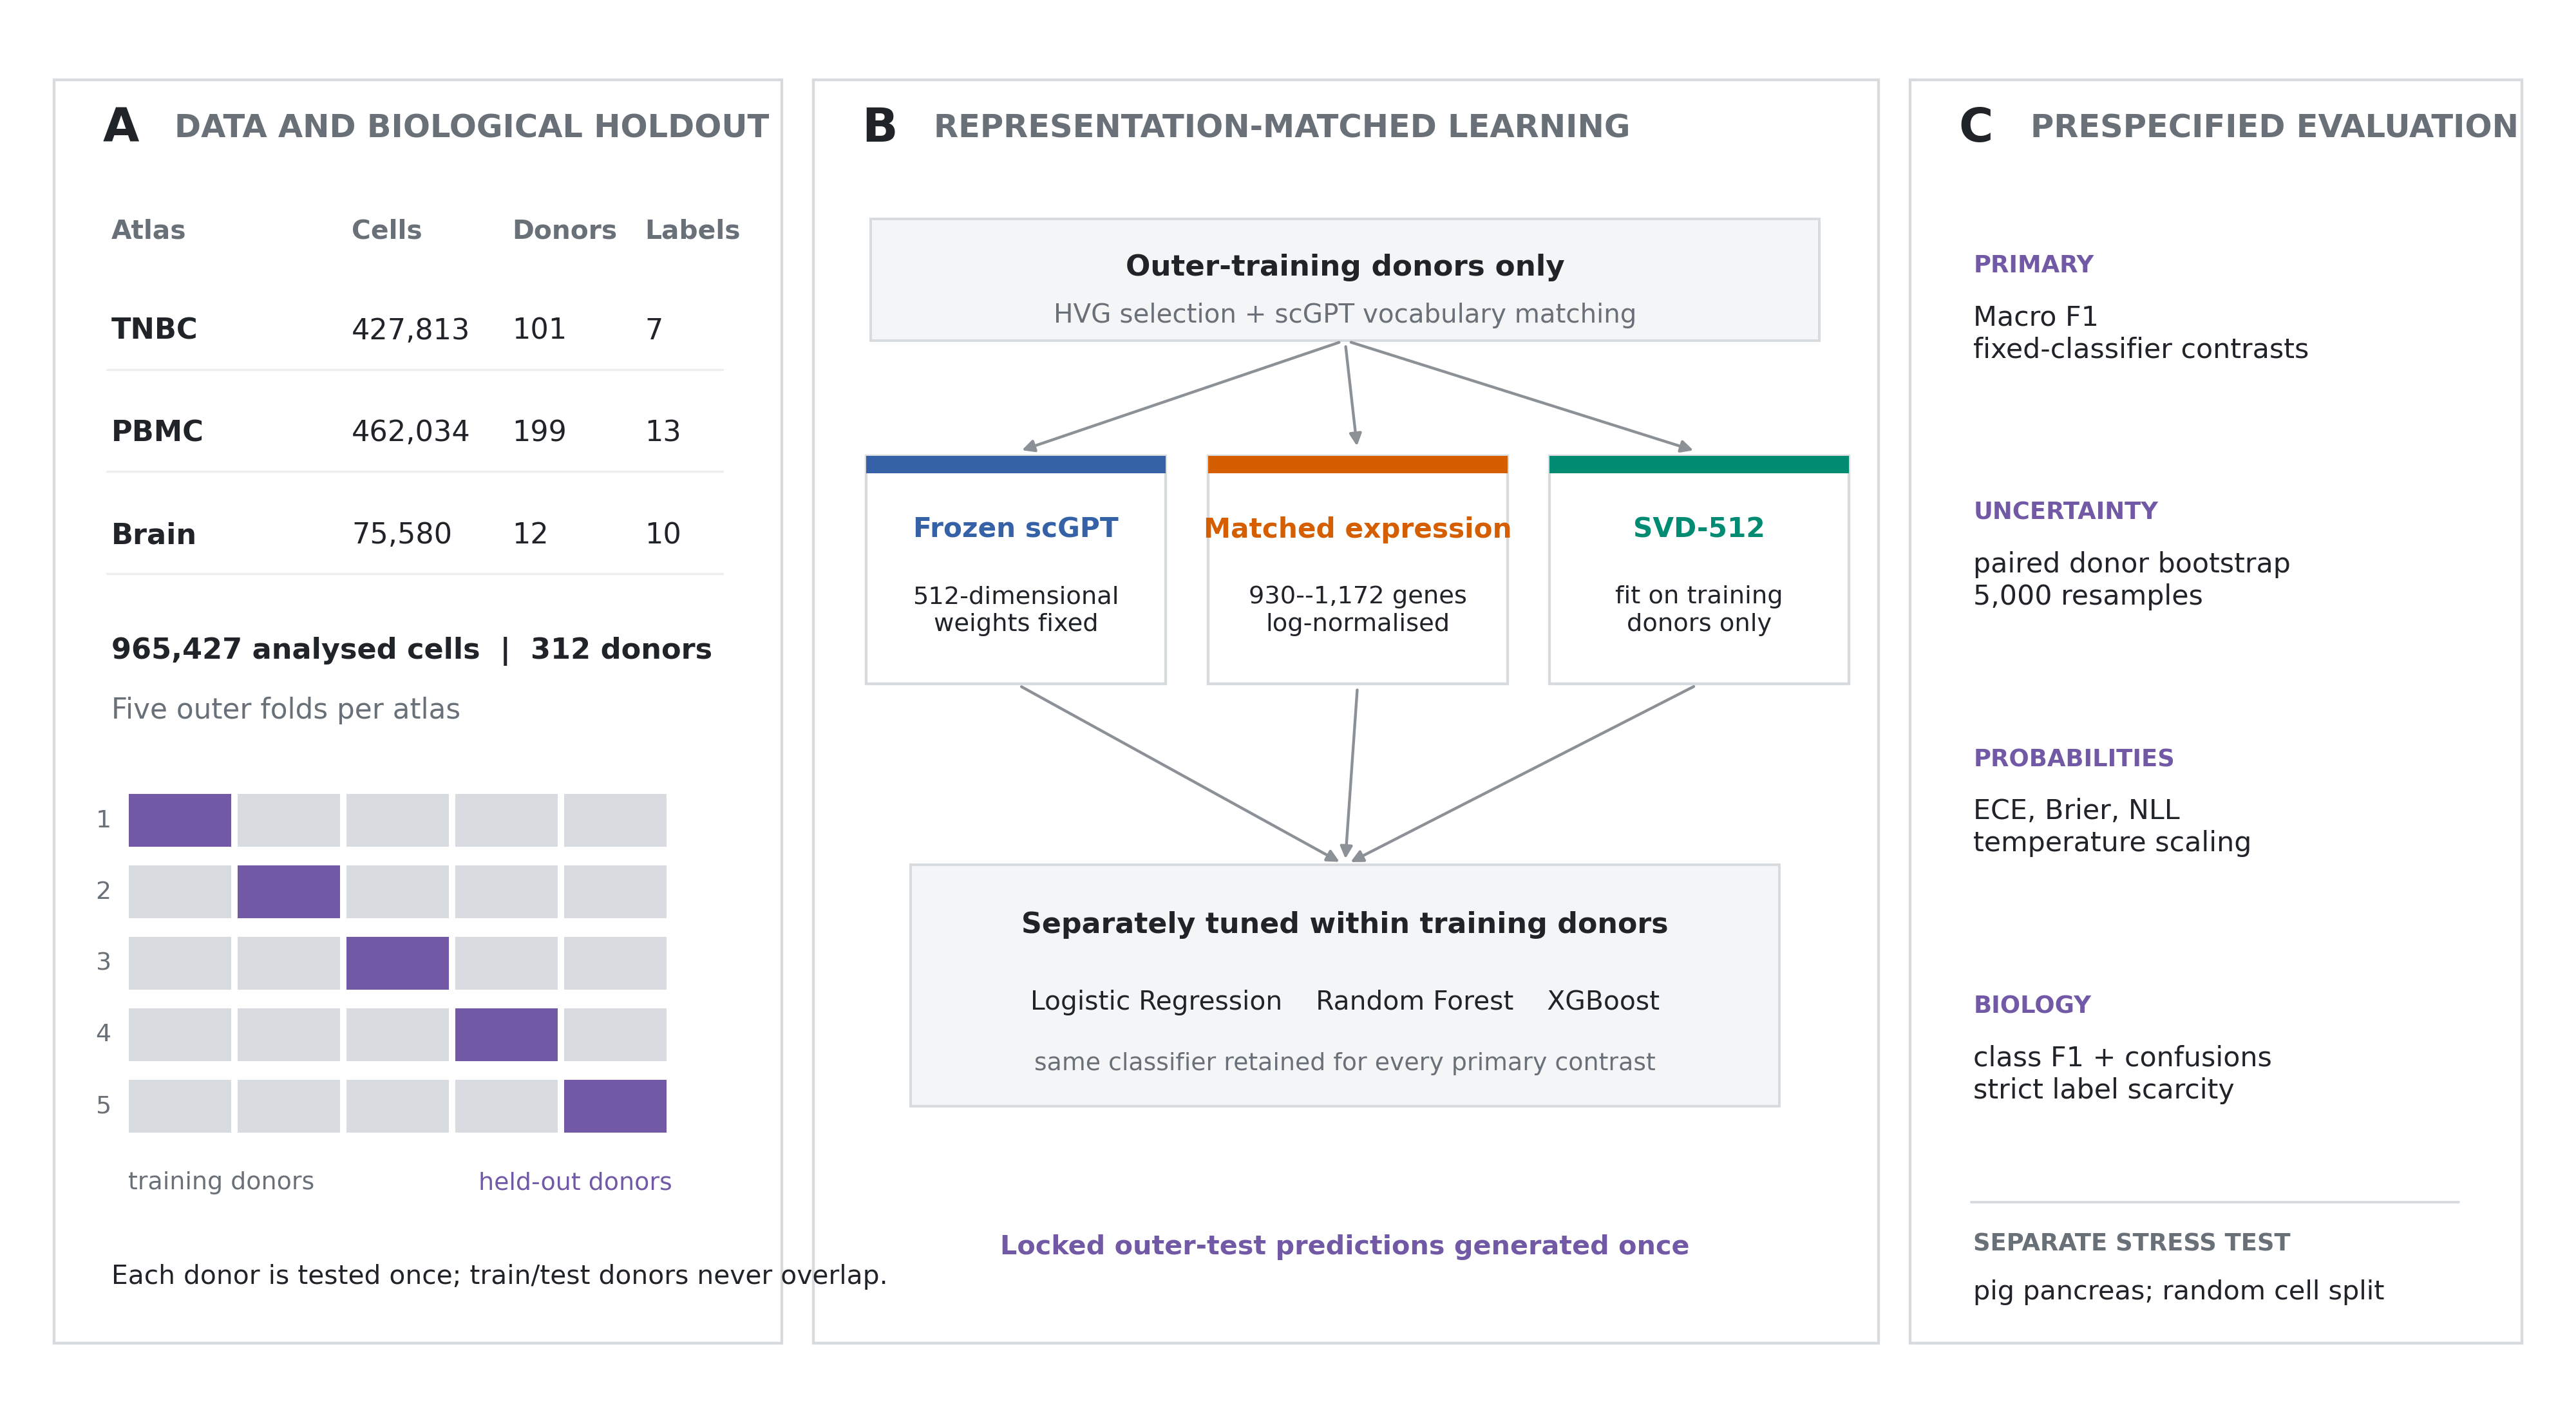 A DATA AND BIOLOGICAL HOLDOUT
Atlas Cells Donors Labels
TNBC 427,813 101 7
PBMC 462,034 199 13
Brain 75,580 12 10
965,427 analysed cells | 312 donors
Five outer folds per atlas
1
2
3
4
5
training donors held-out donors
Each donor is tested once; train/test donors never overlap.
B REPRESENTATION-MATCHED LEARNING
Outer-training donors only
HVG selection + scGPT vocabulary matching
Frozen scGPT
512-dimensional
weights fixed
Matched expression
930--1,172 genes
log-normalised
SVD-512
fit on training
donors only
Separately tuned within training donors
Logistic Regression Random Forest XGBoost
same classifier retained for every primary contrast
Locked outer-test predictions generated once
C PRESPECIFIED EVALUATION
PRIMARY
Macro F1
fixed-classifier contrasts
UNCERTAINTY
paired donor bootstrap
5,000 resamples
PROBABILITIES
ECE, Brier, NLL
temperature scaling
BIOLOGY
class F1 + confusions
strict label scarcity
SEPARATE STRESS TEST
pig pancreas; random cell split